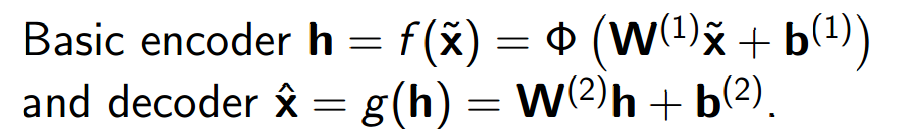 Basic encoder h = f(x̃) = Φ (W⁽¹⁾x̃ + b⁽¹⁾)
and decoder x̂ = g(h) = W⁽²⁾h + b⁽²⁾.